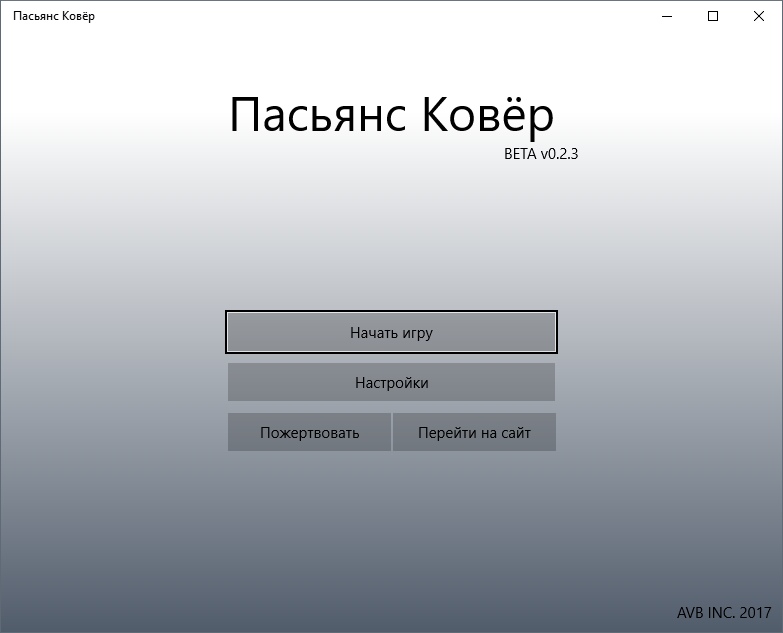 Пасьянс Ковёр
Пасьянс Ковёр
BETA v0.2.3
Начать игру
Настройки
Пожертвовать
Перейти на сайт
AVB INC. 2017